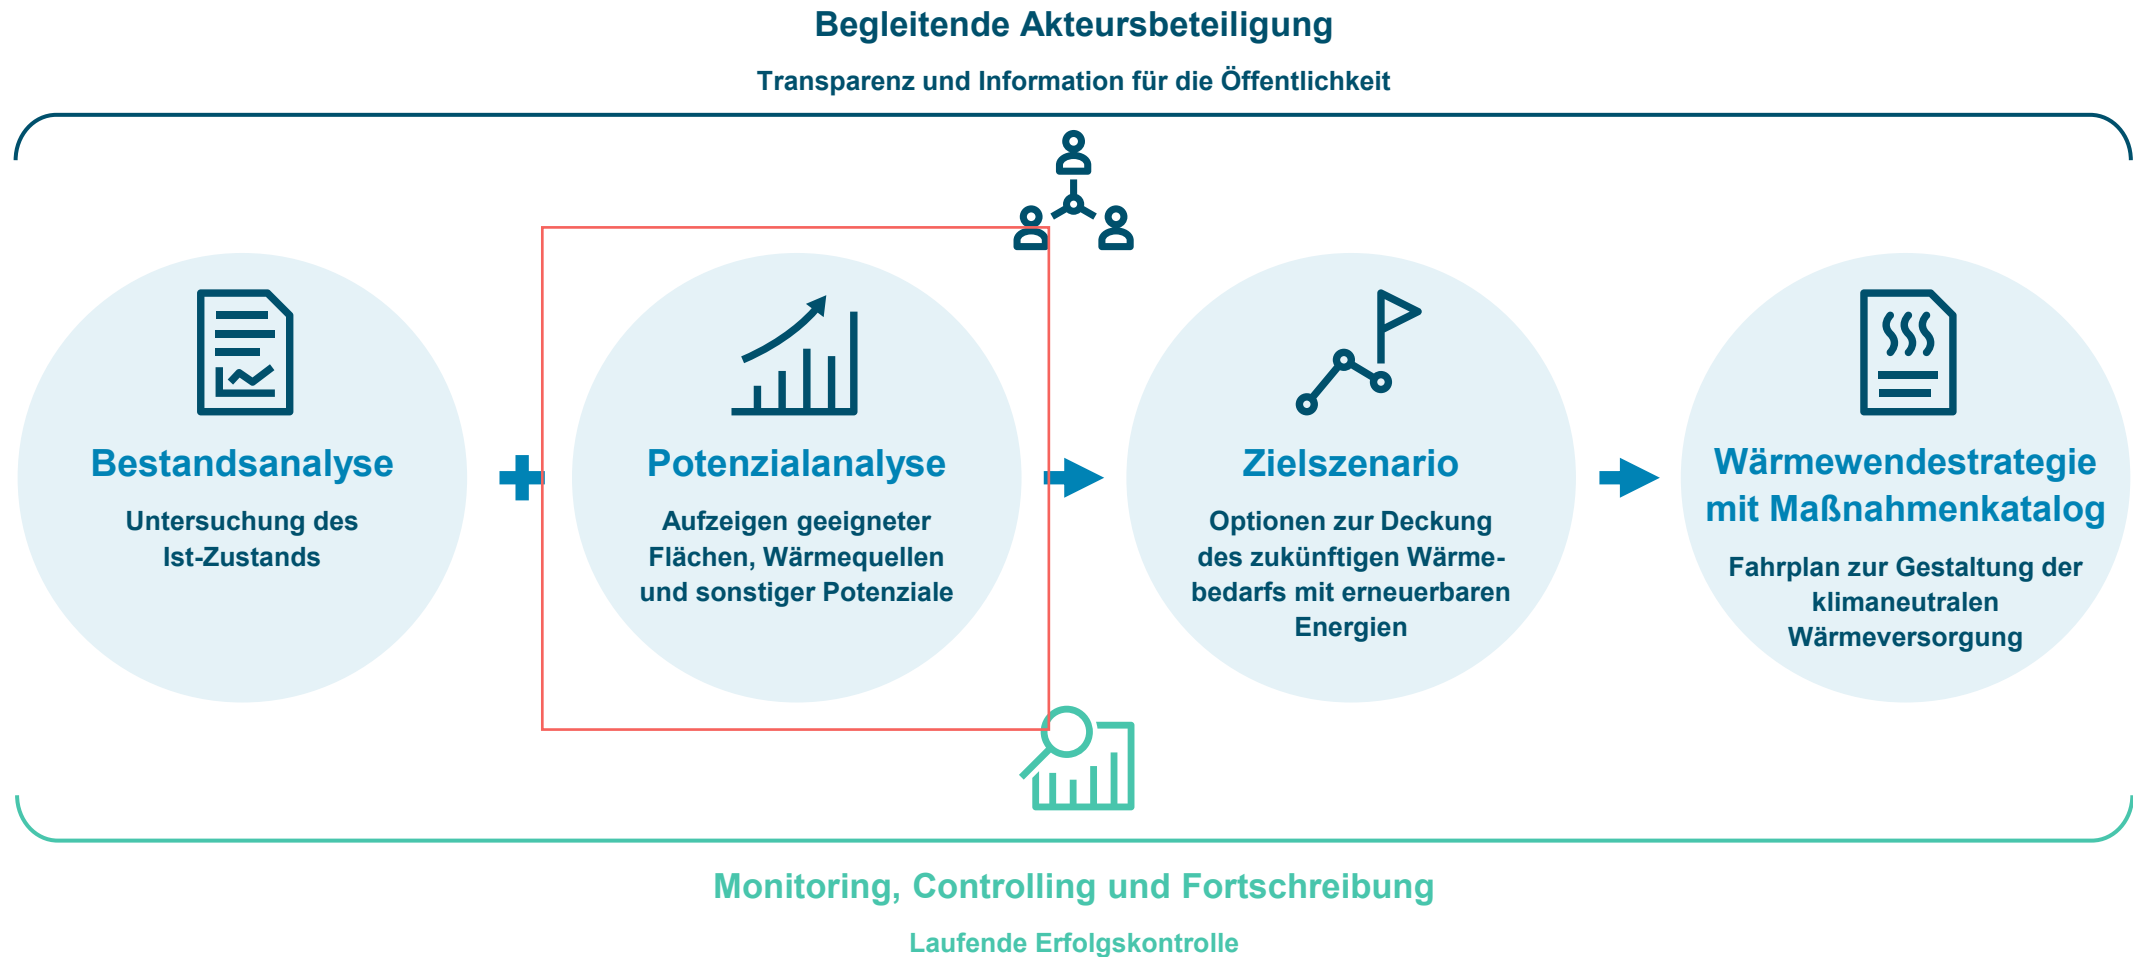 Begleitende Akteursbeteiligung
Transparenz und Information für die Öffentlichkeit
Bestandsanalyse
Untersuchung des
Ist-Zustands
Potenzialanalyse
Aufzeigen geeigneter
Flächen, Wärmequellen
und sonstiger Potenziale
Zielszenario
Optionen zur Deckung
des zukünftigen Wärme-
bedarfs mit erneuerbaren
Energien
Wärmewendestrategie
mit Maßnahmenkatalog
Fahrplan zur Gestaltung der
klimaneutralen
Wärmeversorgung
Monitoring, Controlling und Fortschreibung
Laufende Erfolgskontrolle